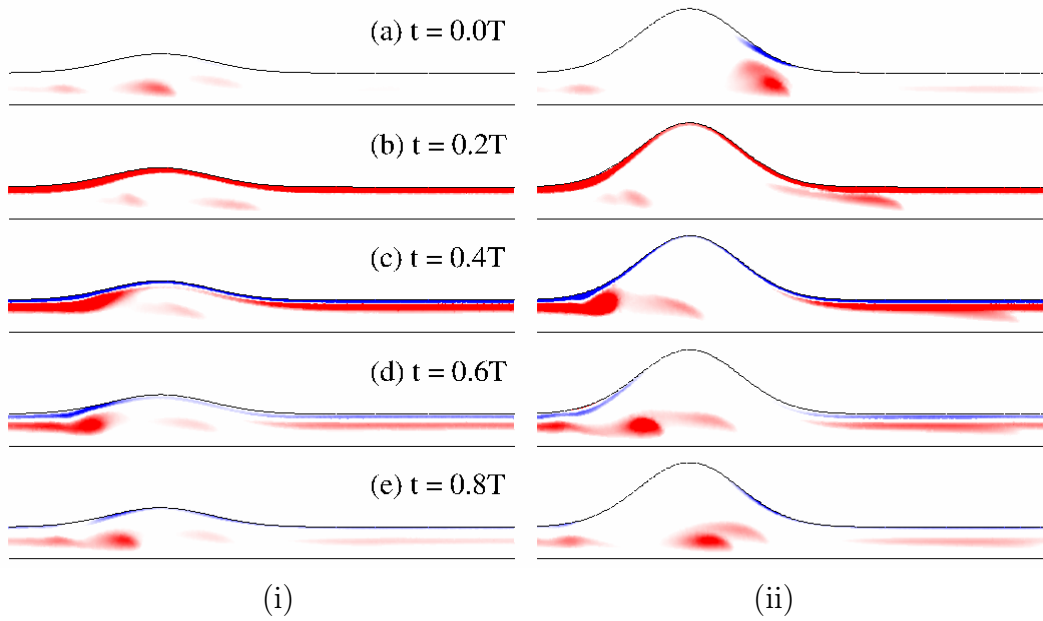 (a) t = 0.0T
(b) t = 0.2T
(c) t = 0.4T
(d) t = 0.6T
(e) t = 0.8T
(i)
(ii)